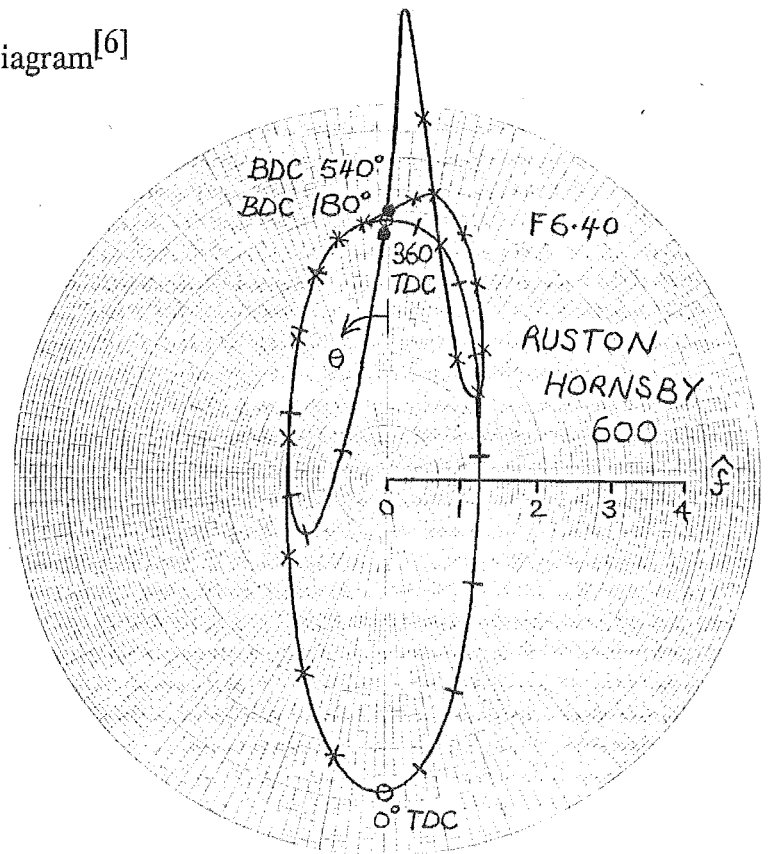 iagram[6]
BDC 540°
BDC 180°
F6.40
360
TDC
θ
RUSTON
HORNSBY
600
f̂
0 1 2 3 4
0° TDC